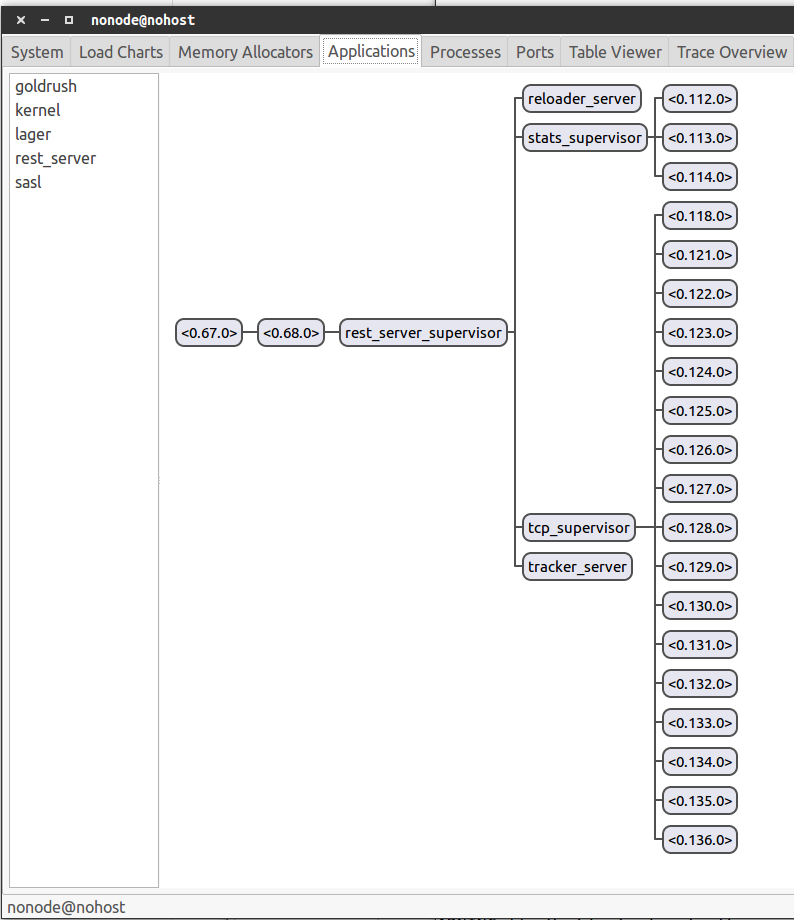 nonode@nohost
System Load Charts Memory Allocators Applications Processes Ports Table Viewer Trace Overview
goldrush
kernel
lager
rest_server
sasl
<0.67.0>
<0.68.0>
rest_server_supervisor
reloader_server
stats_supervisor
tcp_supervisor
tracker_server
<0.112.0>
<0.113.0>
<0.114.0>
<0.118.0>
<0.121.0>
<0.122.0>
<0.123.0>
<0.124.0>
<0.125.0>
<0.126.0>
<0.127.0>
<0.128.0>
<0.129.0>
<0.130.0>
<0.131.0>
<0.132.0>
<0.133.0>
<0.134.0>
<0.135.0>
<0.136.0>
nonode@nohost